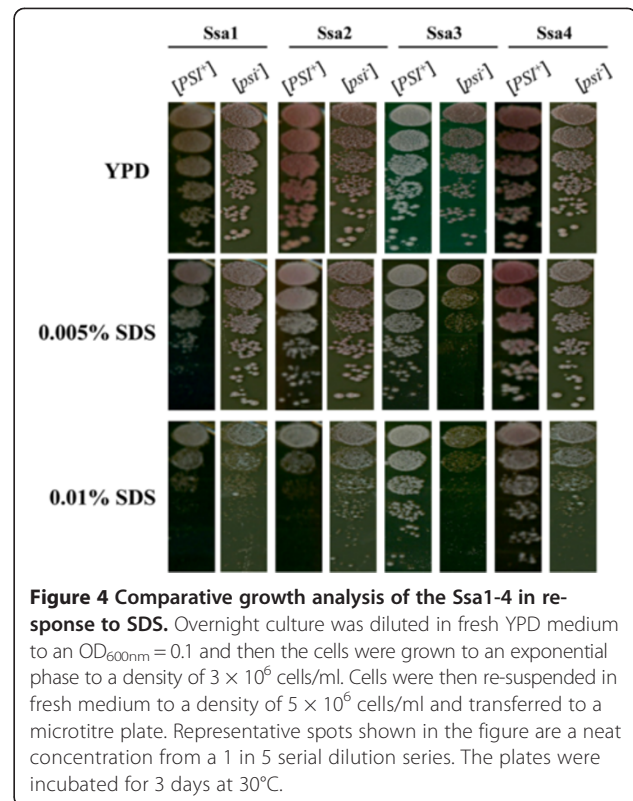 Ssa1 Ssa2 Ssa3 Ssa4
[PSI⁺] [psi⁻] [PSI⁺] [psi⁻] [PSI⁺] [psi⁻] [PSI⁺] [psi⁻]
YPD
0.005% SDS
0.01% SDS
Figure 4 Comparative growth analysis of the Ssa1-4 in re-
sponse to SDS. Overnight culture was diluted in fresh YPD medium
to an OD₆₀₀ₙₘ = 0.1 and then the cells were grown to an exponential
phase to a density of 3 × 10⁶ cells/ml. Cells were then re-suspended in
fresh medium to a density of 5 × 10⁶ cells/ml and transferred to a
microtitre plate. Representative spots shown in the figure are a neat
concentration from a 1 in 5 serial dilution series. The plates were
incubated for 3 days at 30°C.